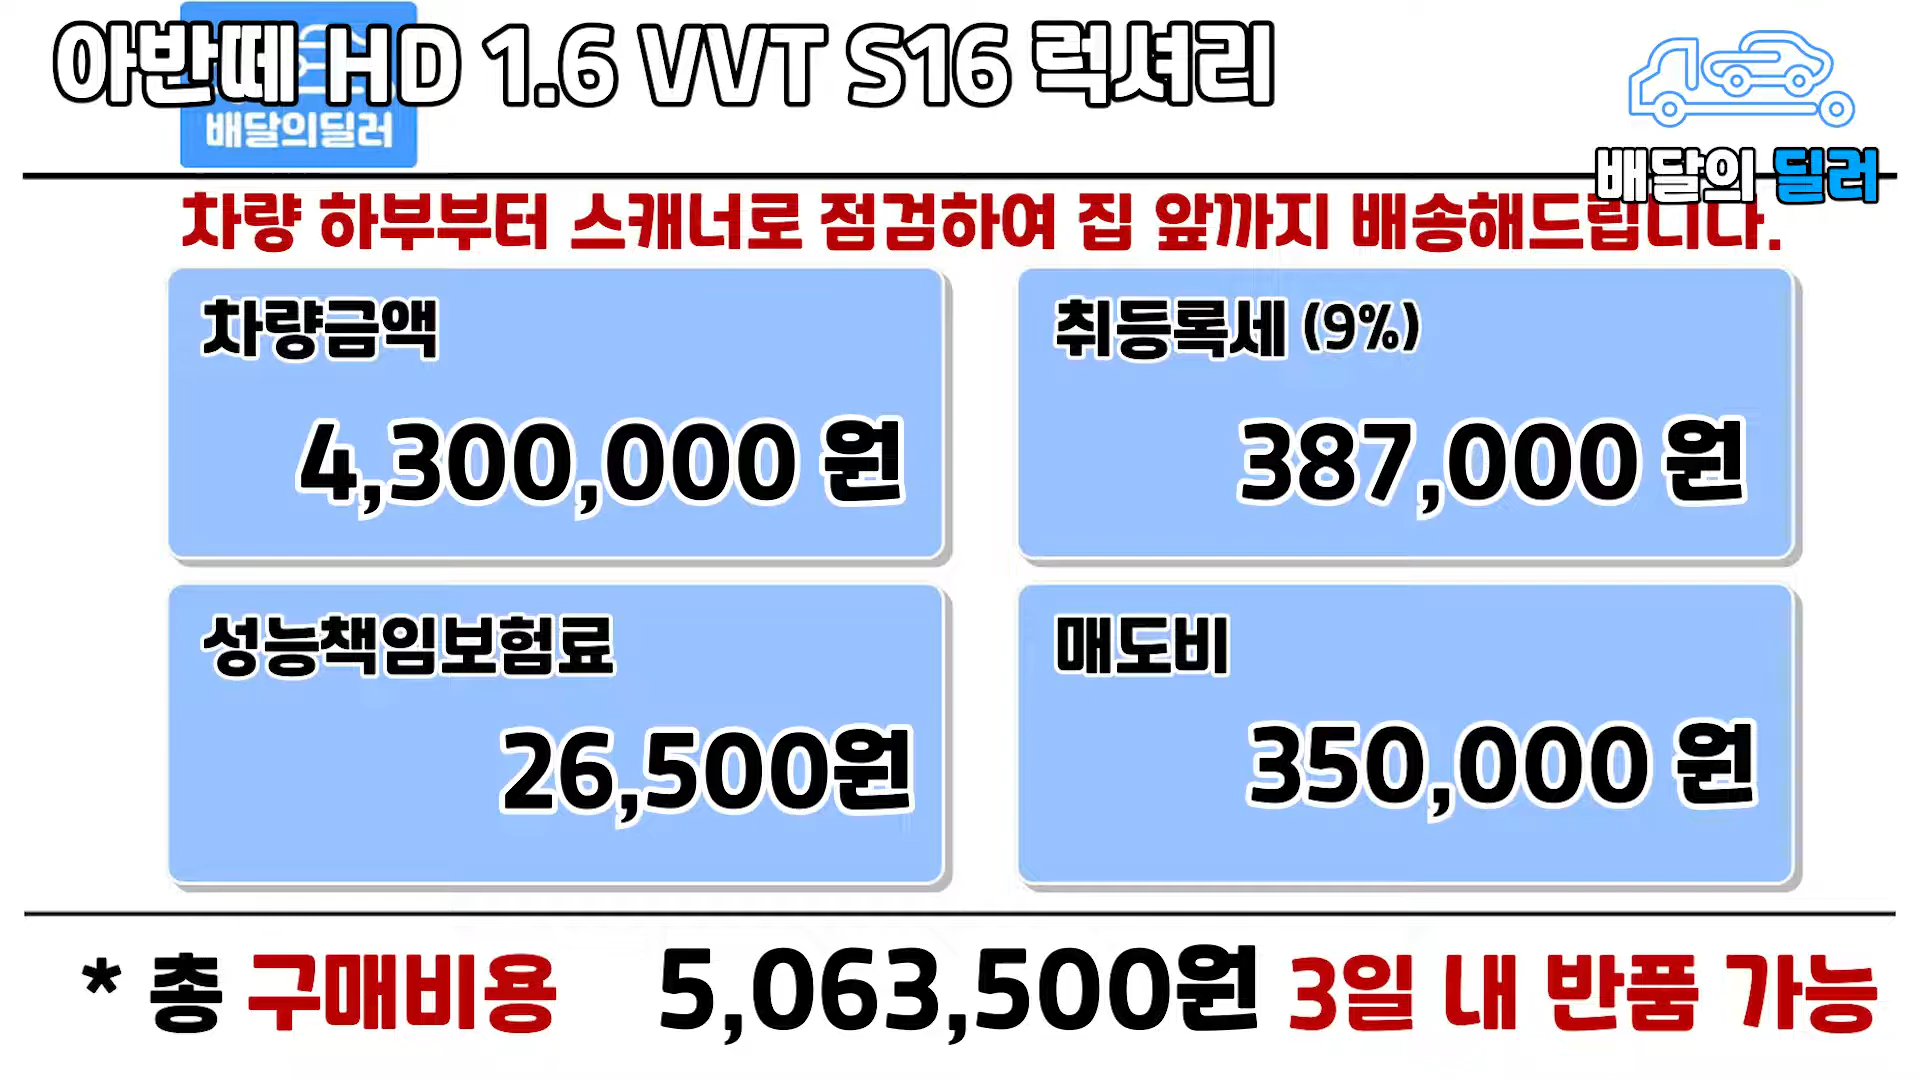 아반떼 HD 1.6 VVT S16 럭셔리
배달의딜러
배달의 딜러
차량 하부부터 스캐너로 점검하여 집 앞까지 배송해드립니다.
차량금액
4,300,000 원
취등록세 (9%)
387,000 원
성능책임보험료
26,500원
매도비
350,000 원
* 총 구매비용 5,063,500원 3일 내 반품 가능